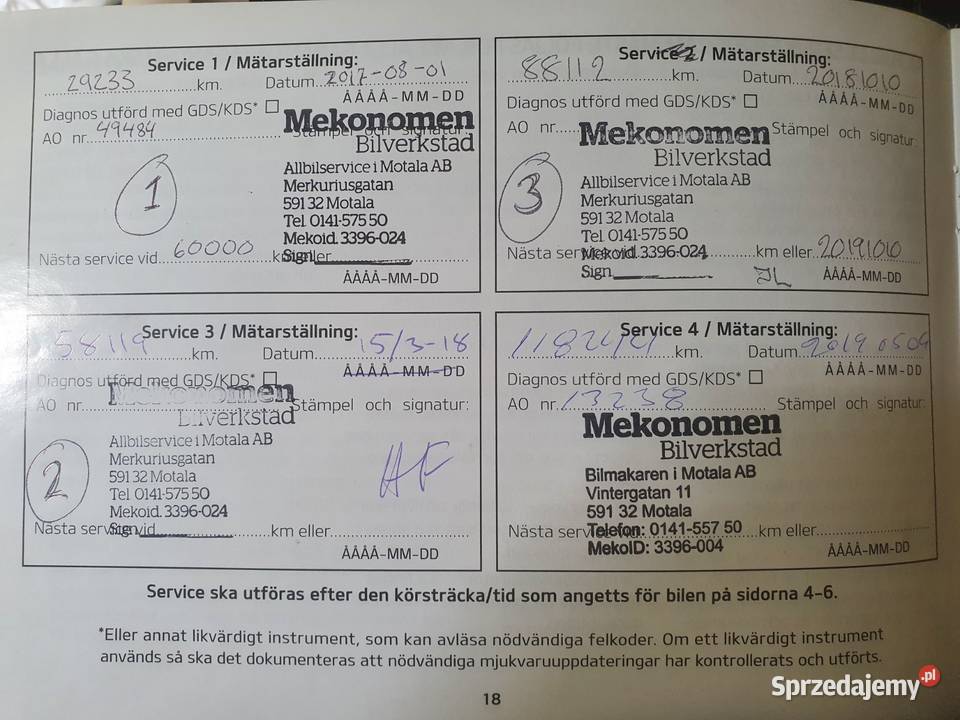 Service 1 / Mätarställning:
29233 km. Datum 2017-08-01
ÅÅÅÅ-MM-DD
Diagnos utförd med GDS/KDS*
AO nr. 49484 Stämpel och signatur:
Mekonomen
Bilverkstad
Allbilservice i Motala AB
Merkuriusgatan
591 32 Motala
Tel 0141-575 50
Mekoid. 3396-024
Sign
1
Nästa service vid 60000 km eller
ÅÅÅÅ-MM-DD
Service 2 / Mätarställning:
88112 km. Datum 20181010
ÅÅÅÅ-MM-DD
Diagnos utförd med GDS/KDS*
AO nr. Stämpel och signatur:
Mekonomen
Bilverkstad
Allbilservice i Motala AB
Merkuriusgatan
591 32 Motala
Tel 0141-575 50
Mekoid. 3396-024
Sign
3
Nästa service vid km eller 20191010
JL
ÅÅÅÅ-MM-DD
Service 3 / Mätarställning:
58119 km. Datum 15/3-18
ÅÅÅÅ-MM-DD
Diagnos utförd med GDS/KDS*
AO nr. Stämpel och signatur:
Mekonomen
Bilverkstad
Allbilservice i Motala AB
Merkuriusgatan
591 32 Motala
Tel 0141-575 50
Mekoid. 3396-024
Sign
2
HF
Nästa service vid km eller
ÅÅÅÅ-MM-DD
Service 4 / Mätarställning:
km. Datum
ÅÅÅÅ-MM-DD
Diagnos utförd med GDS/KDS*
AO nr. 13238 Stämpel och signatur:
Mekonomen
Bilverkstad
Bilmakaren i Motala AB
Vintergatan 11
591 32 Motala
Telefon: 0141-557 50
MekoID: 3396-004
Nästa service vid km eller
ÅÅÅÅ-MM-DD
Service ska utföras efter den körsträcka/tid som angetts för bilen på sidorna 4-6.
*Eller annat likvärdigt instrument, som kan avläsa nödvändiga felkoder. Om ett likvärdigt instrument
används så ska det dokumenteras att nödvändiga mjukvaruuppdateringar har kontrollerats och utförts.
18
Sprzedajemy.pl